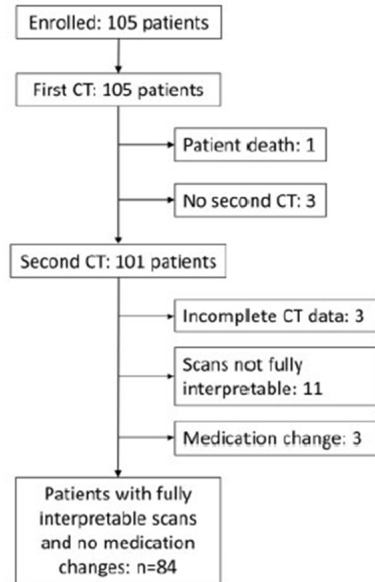 Enrolled: 105 patients
First CT: 105 patients
Patient death: 1
No second CT: 3
Second CT: 101 patients
Incomplete CT data: 3
Scans not fully
interpretable: 11
Medication change: 3
Patients with fully
interpretable scans
and no medication
changes: n=84